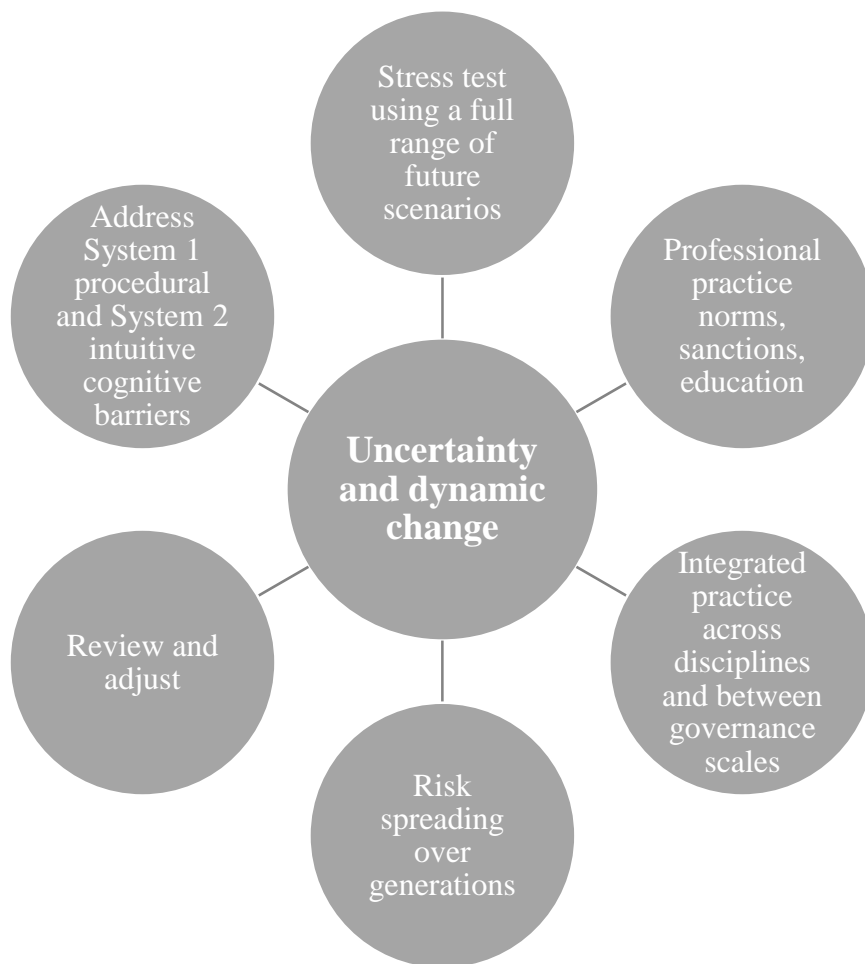 Stress test
using a full
range of
future
scenarios
Professional
practice
norms,
sanctions,
education
Integrated
practice
across
disciplines
and between
governance
scales
Risk
spreading
over
generations
Review and
adjust
Address
System 1
procedural
and System 2
intuitive
cognitive
barriers
Uncertainty
and dynamic
change